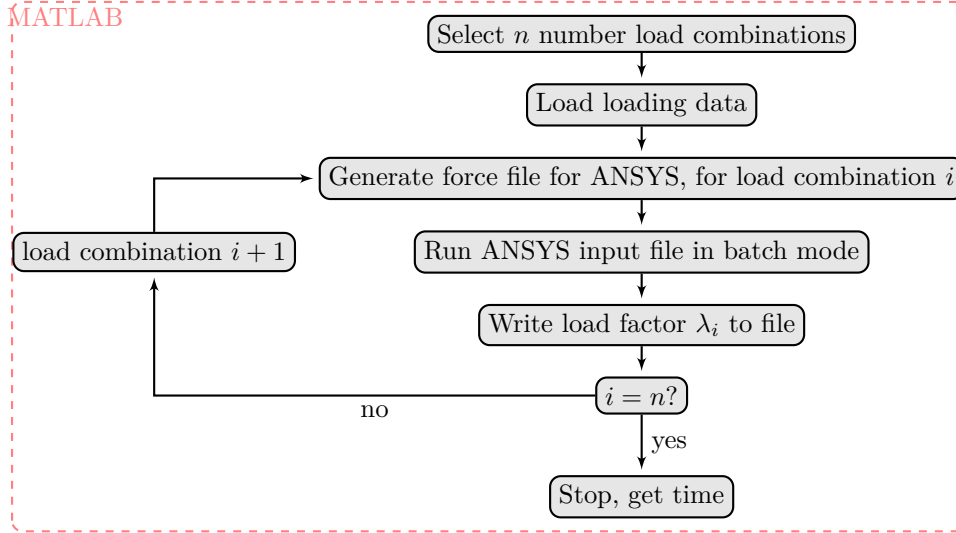 MATLAB
Select n number load combinations
Load loading data
Generate force file for ANSYS, for load combination i
load combination i + 1
Run ANSYS input file in batch mode
Write load factor λᵢ to file
i = n?
no
yes
Stop, get time